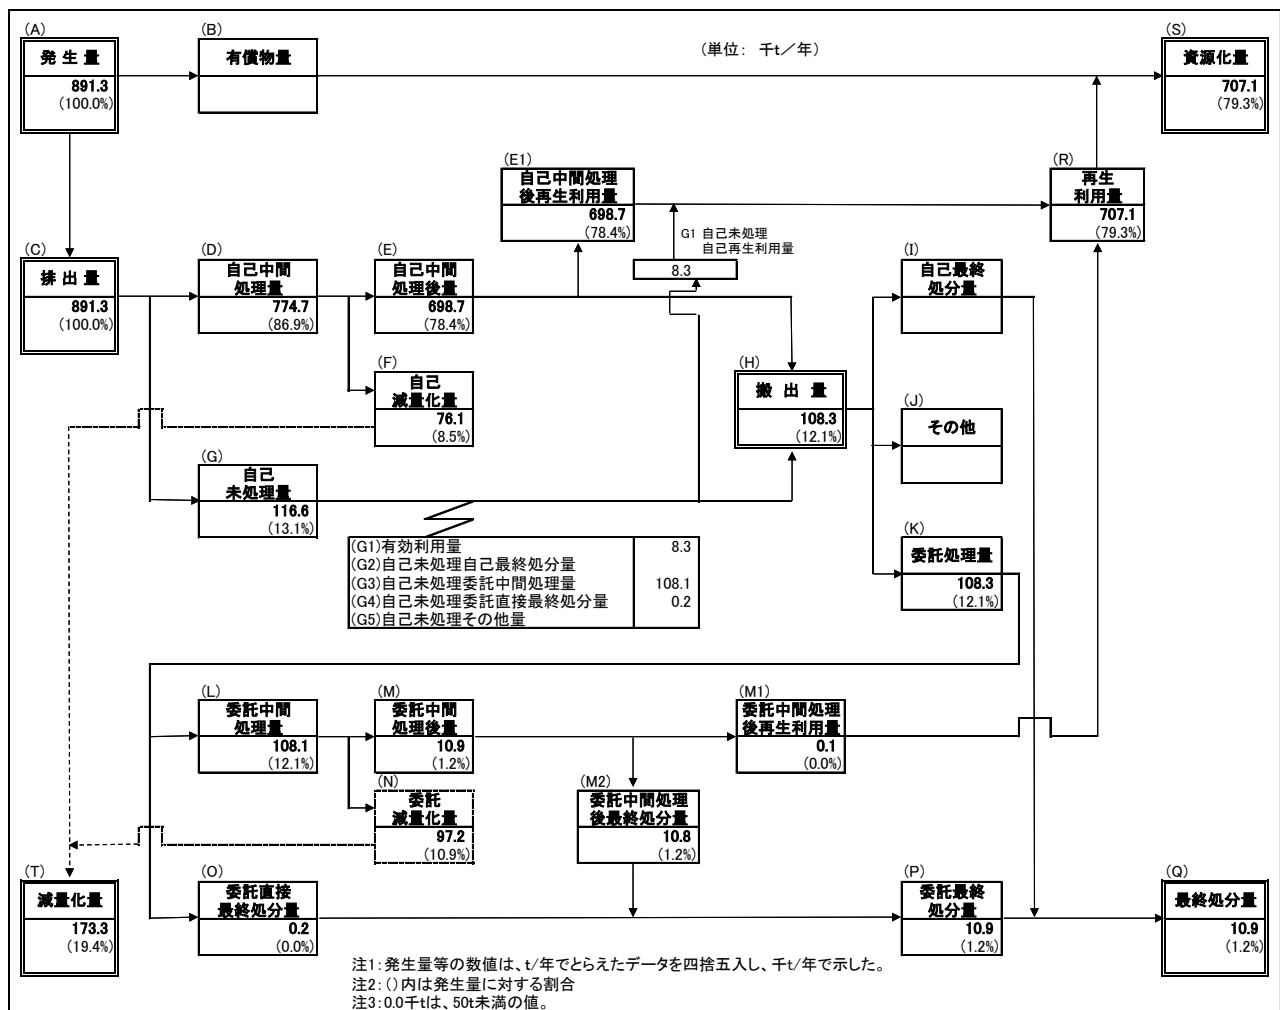 (A)
発 生 量
891.3
(100.0%)
(B)
有償物量
(単位： 千t／年)
(S)
資源化量
707.1
(79.3%)
(E1)
自己中間処理
後再生利用量
698.7
(78.4%)
(R)
再生
利用量
707.1
(79.3%)
G1 自己未処理
自己再生利用量
8.3
(C)
排 出 量
891.3
(100.0%)
(D)
自己中間
処理量
774.7
(86.9%)
(E)
自己中間
処理後量
698.7
(78.4%)
(I)
自己最終
処分量
(F)
自己
減量化量
76.1
(8.5%)
(H)
搬 出 量
108.3
(12.1%)
(J)
その他
(G)
自己
未処理量
116.6
(13.1%)
(K)
委託処理量
108.3
(12.1%)
(G1)有効利用量 8.3
(G2)自己未処理自己最終処分量
(G3)自己未処理委託中間処理量 108.1
(G4)自己未処理委託直接最終処分量 0.2
(G5)自己未処理その他量
(L)
委託中間
処理量
108.1
(12.1%)
(M)
委託中間
処理後量
10.9
(1.2%)
(M1)
委託中間処理
後再生利用量
0.1
(0.0%)
(N)
委託
減量化量
97.2
(10.9%)
(M2)
委託中間処理
後最終処分量
10.8
(1.2%)
(T)
減量化量
173.3
(19.4%)
(O)
委託直接
最終処分量
0.2
(0.0%)
(P)
委託最終
処分量
10.9
(1.2%)
(Q)
最終処分量
10.9
(1.2%)
注1：発生量等の数値は、t/年でとらえたデータを四捨五入し、千t/年で示した。
注2：（）内は発生量に対する割合
注3：0.0千tは、50t未満の値。